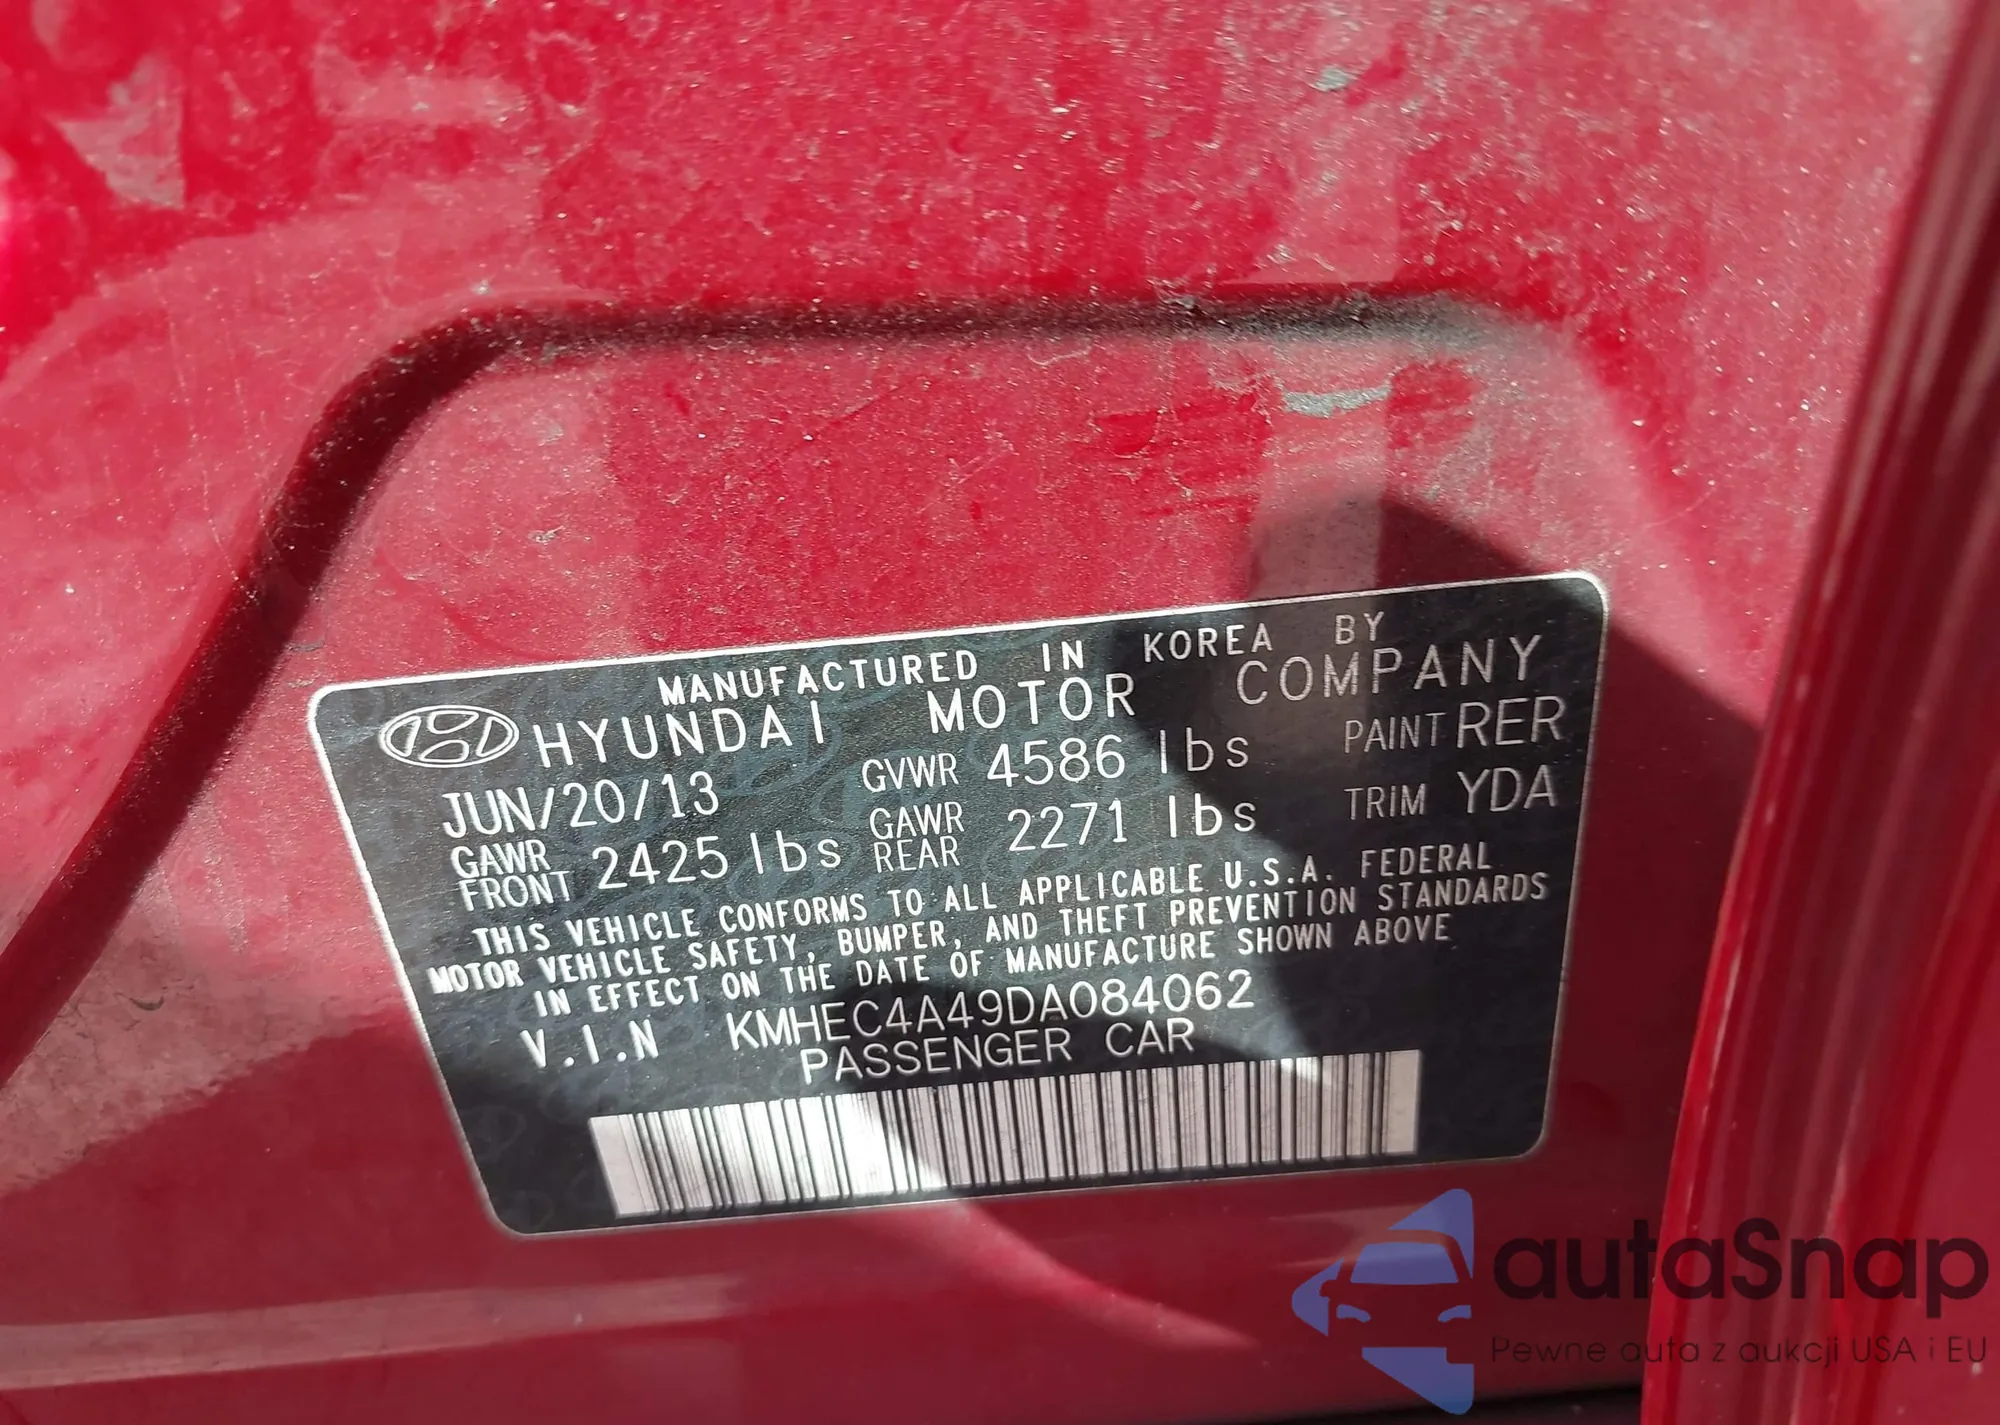 MANUFACTURED IN KOREA BY
HYUNDAI MOTOR COMPANY
JUN/20/13 GVWR 4586 lbs PAINT RER
GAWR FRONT 2425 lbs GAWR REAR 2271 lbs TRIM YDA
THIS VEHICLE CONFORMS TO ALL APPLICABLE U.S.A. FEDERAL
MOTOR VEHICLE SAFETY, BUMPER, AND THEFT PREVENTION STANDARDS
IN EFFECT ON THE DATE OF MANUFACTURE SHOWN ABOVE
V.I.N KMHEC4A49DA084062
PASSENGER CAR
autaSnap
Pewne auta z aukcji USA i EU